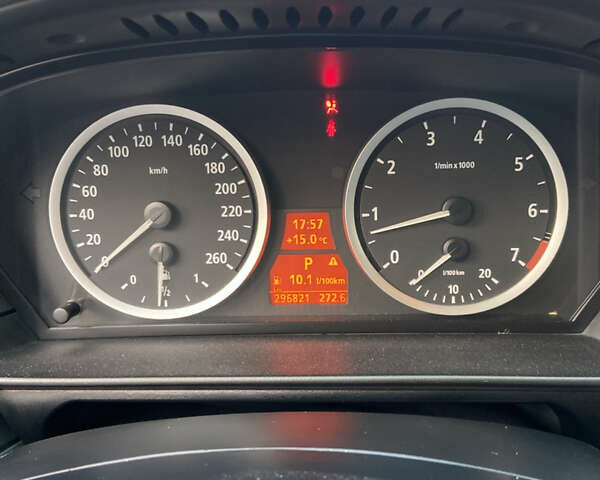 0 20 40 60 80 100 120 140 160 180 200 220 240 260
km/h
0 1/2 1
17:57
+15.0 °C
P
10.1 l/100km
295821 272.6
0 1 2 3 4 5 6 7
1/min x 1000
0 10 20
l/100 km